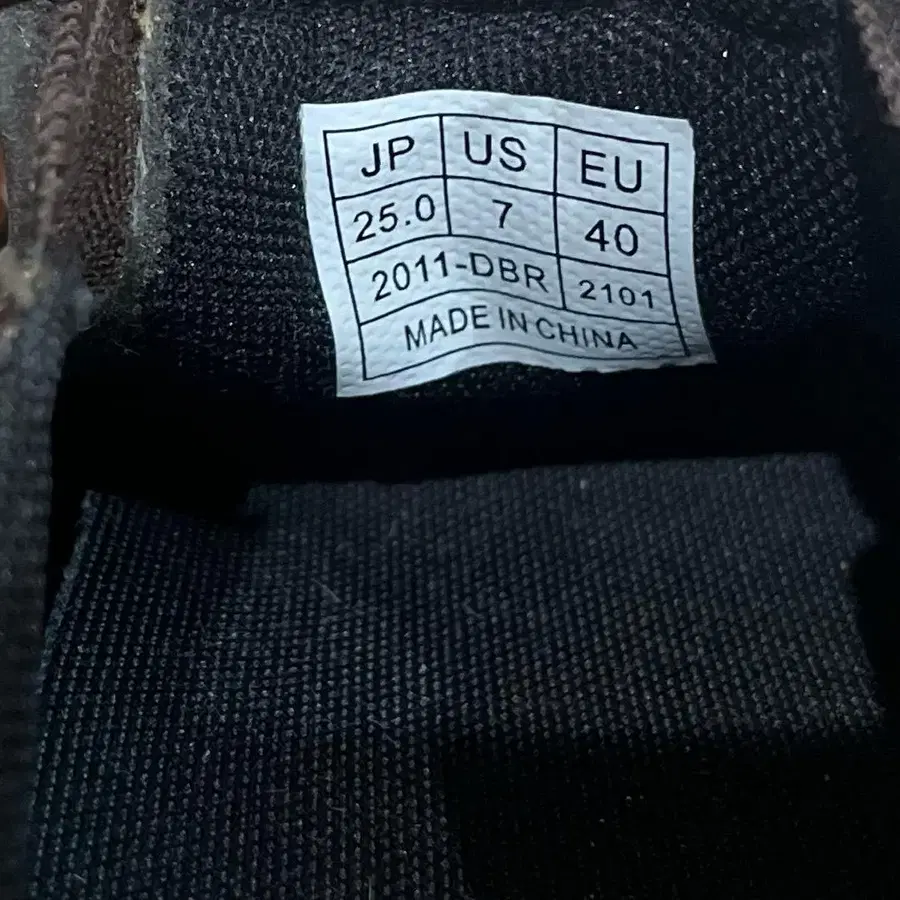 JP US EU
25.0 7 40
2011-DBR 2101
MADE IN CHINA